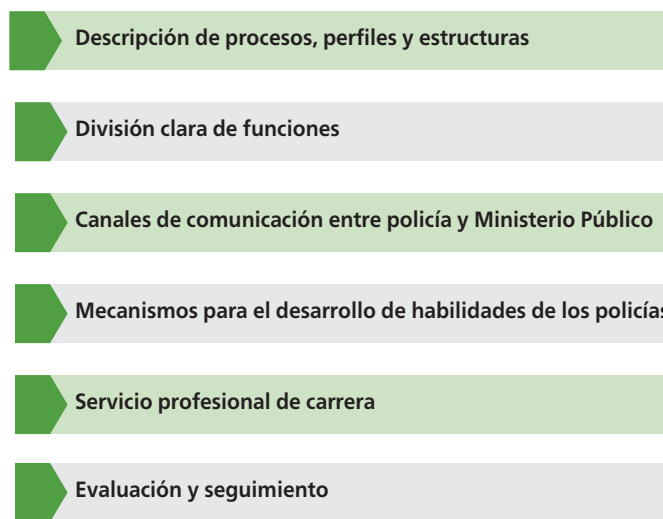 Descripción de procesos, perfiles y estructuras
División clara de funciones
Canales de comunicación entre policía y Ministerio Público
Mecanismos para el desarrollo de habilidades de los policías
Servicio profesional de carrera
Evaluación y seguimiento